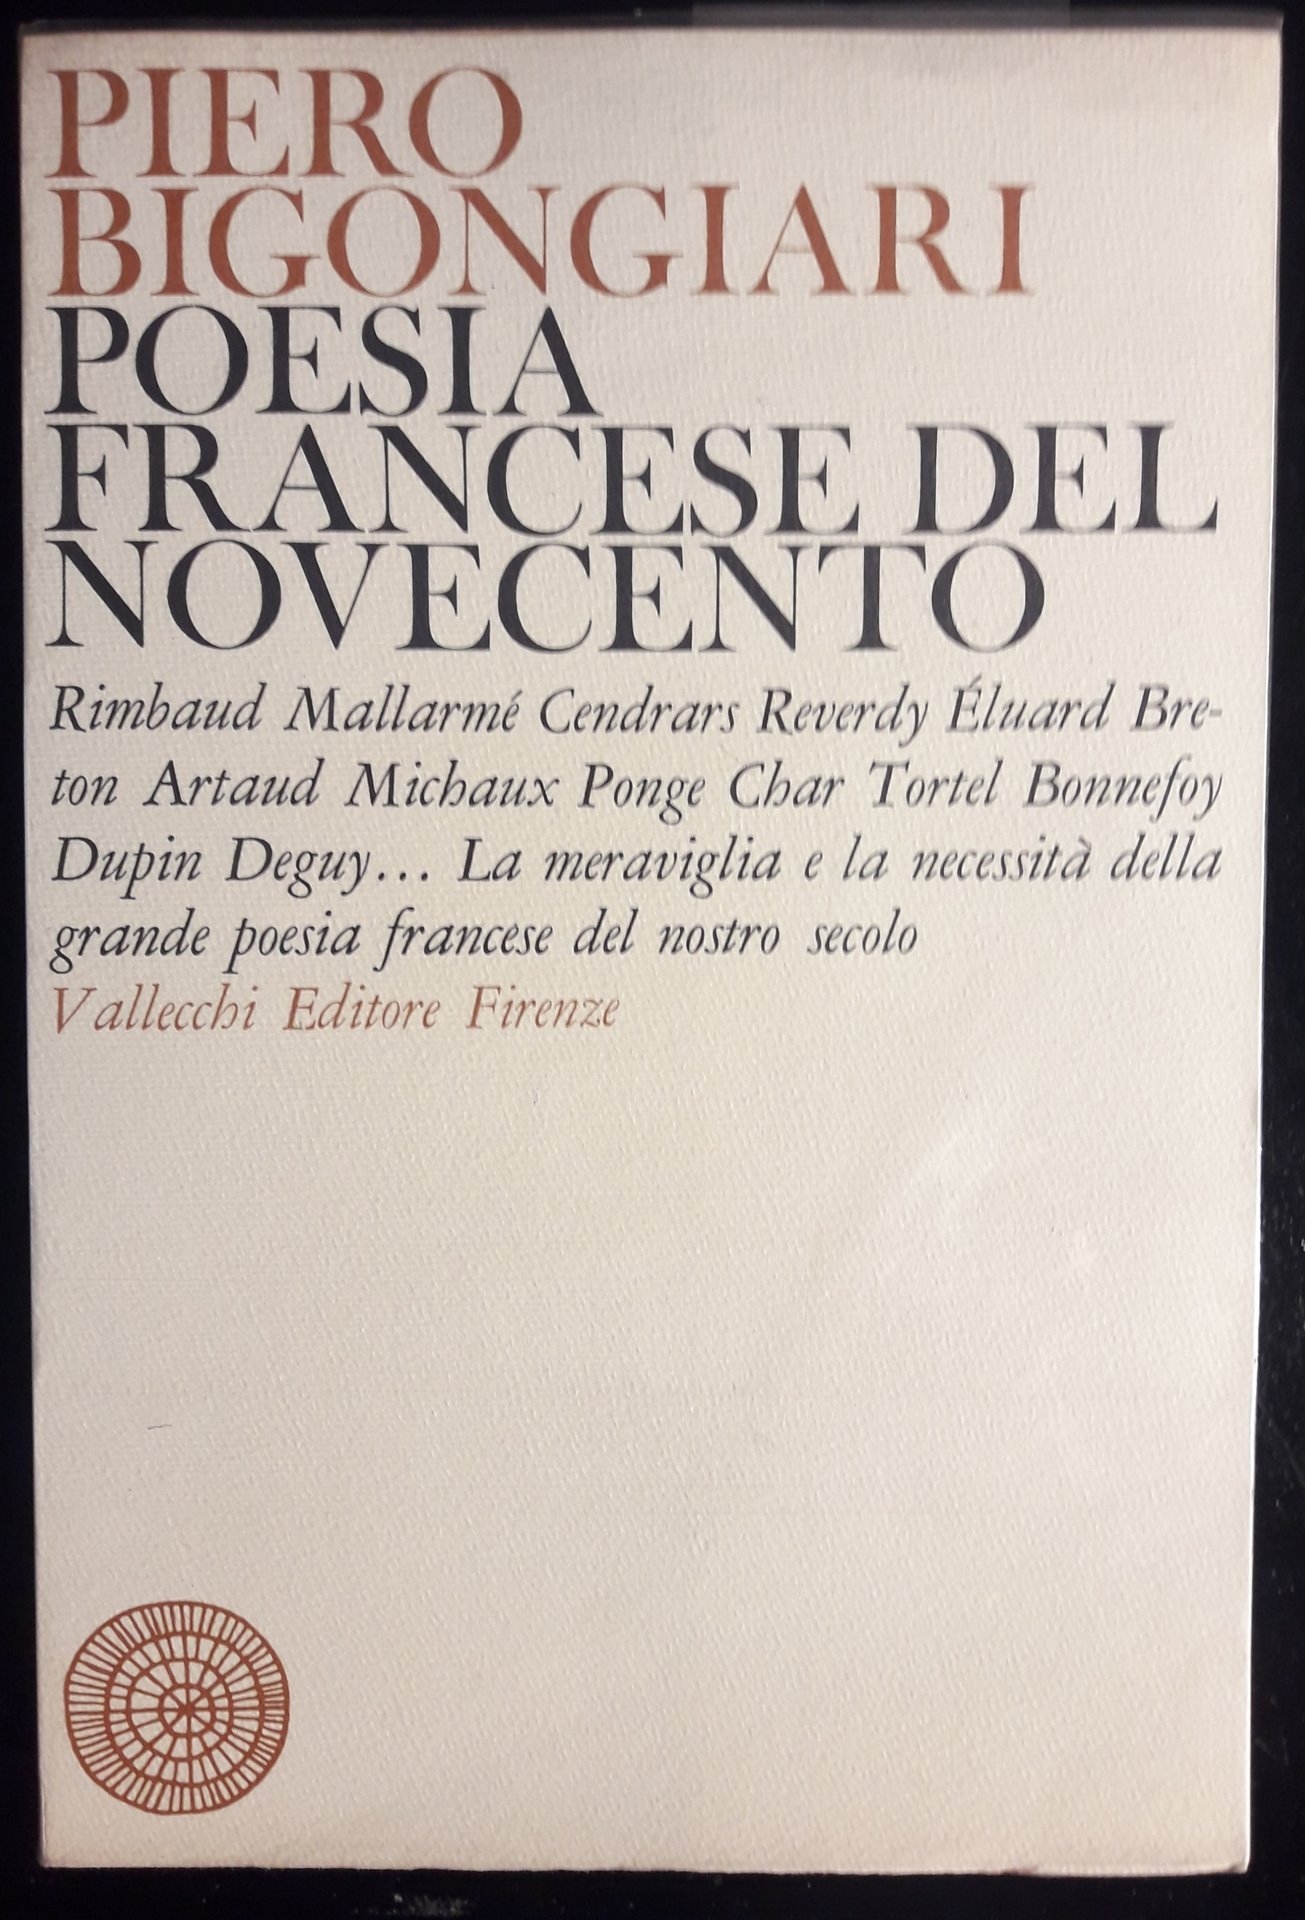 PIERO
BIGONGIARI
POESIA
FRANCESE DEL
NOVECENTO
Rimbaud Mallarmé Cendrars Reverdy Éluard Bre-
ton Artaud Michaux Ponge Char Tortel Bonnefoy
Dupin Deguy... La meraviglia e la necessità della
grande poesia francese del nostro secolo
Vallecchi Editore Firenze